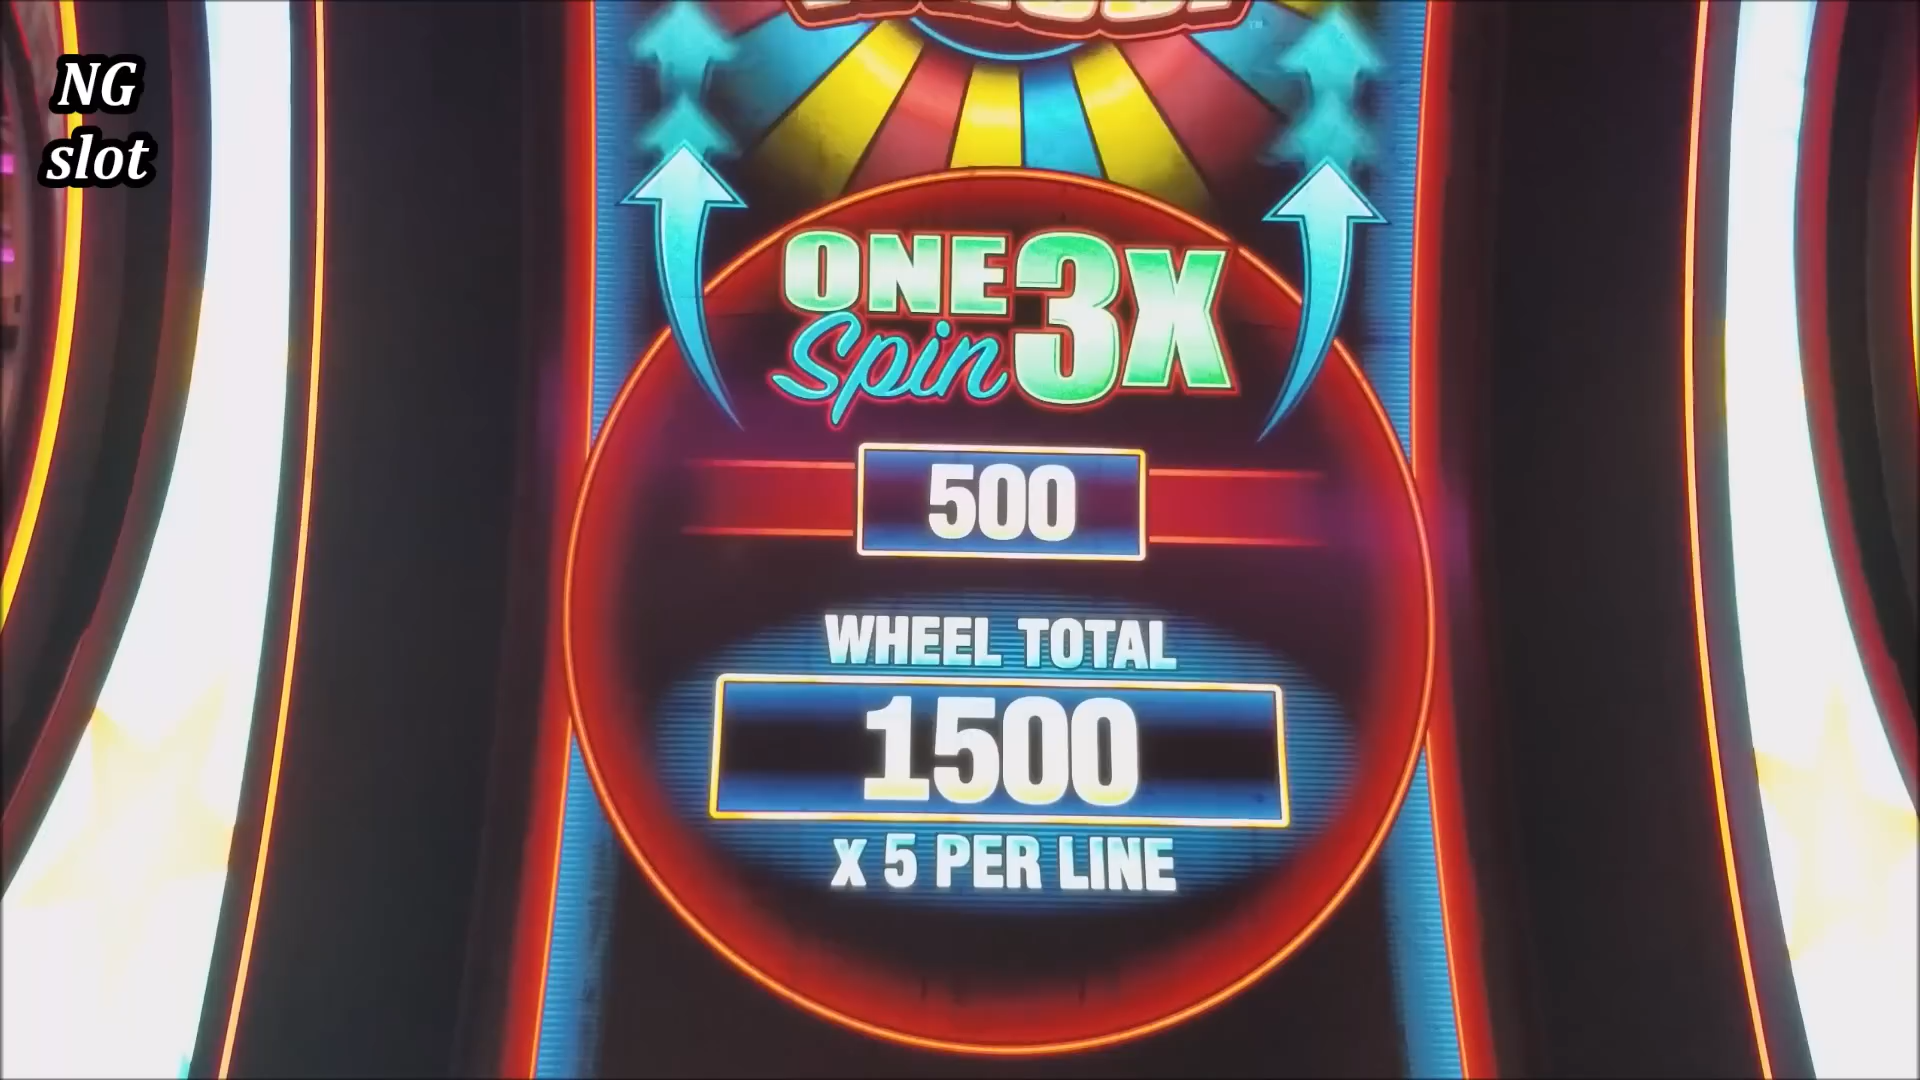 NG
slot
ONE 3X
Spin
500
WHEEL TOTAL
1500
x 5 PER LINE